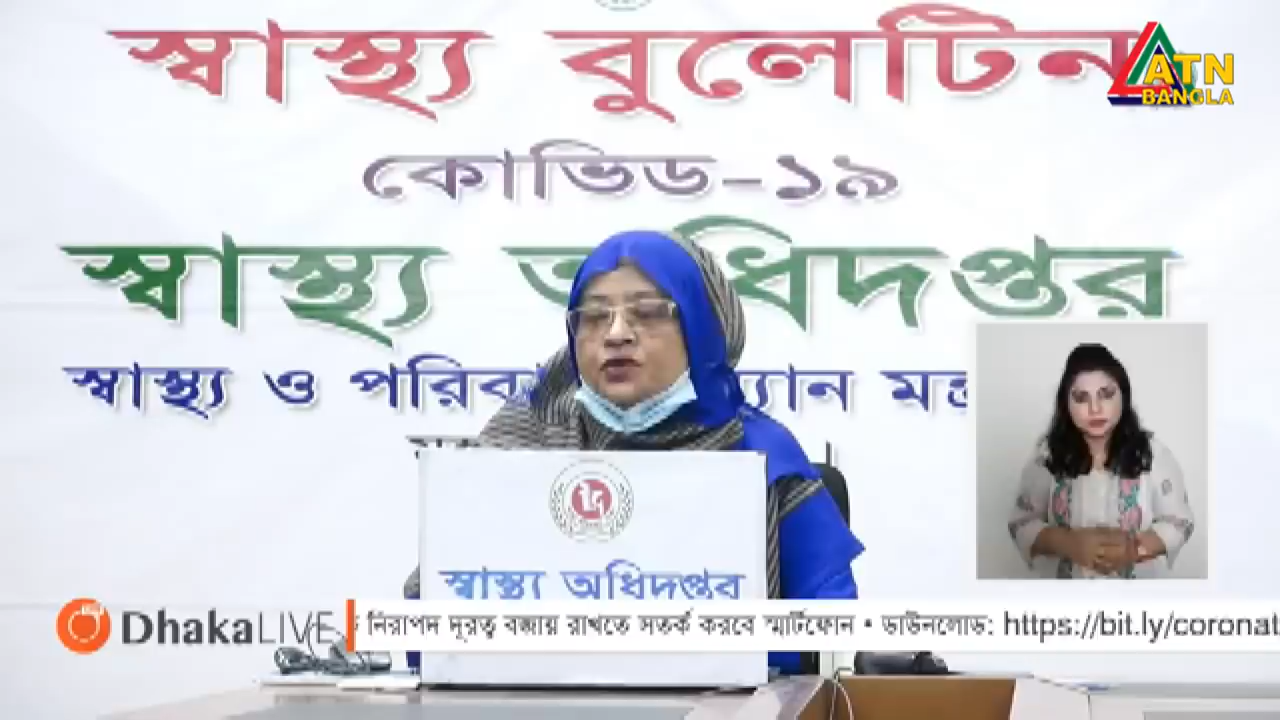 স্বাস্থ্য বুলেটিন
ATN
BANGLA
কোভিড-১৯
স্বাস্থ্য অধিদপ্তর
স্বাস্থ্য ও
স্বাস্থ্য অধিদপ্তর
DhakaLIVE
নিরাপদ দূরত্ব বজায় রাখতে সতর্ক করবে স্মার্টফোন • ডাউনলোড: https://bit.ly/coronat